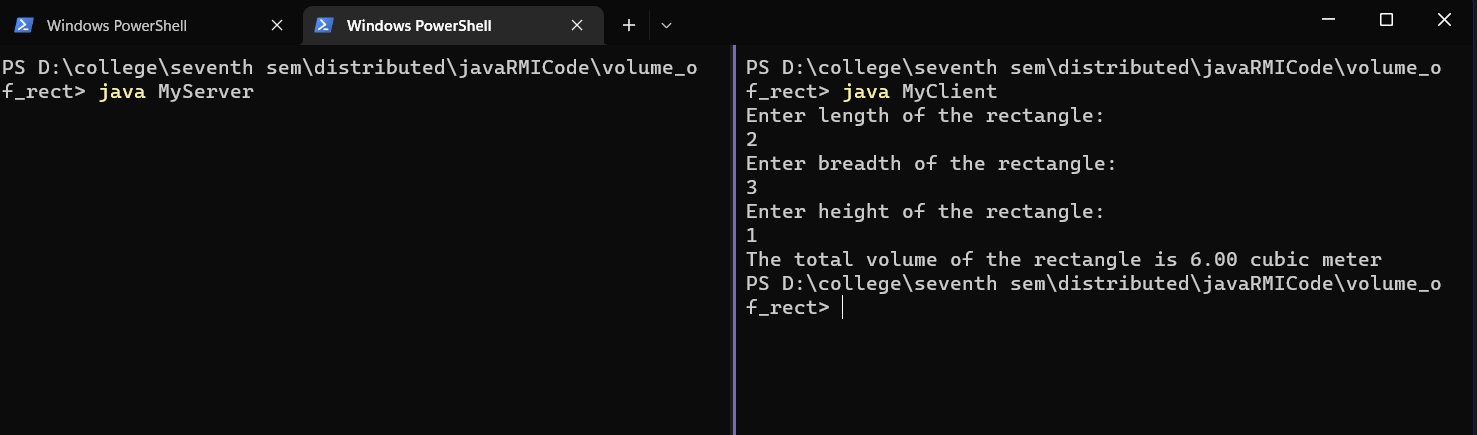 Windows PowerShell
Windows PowerShell
PS D:\college\seventh sem\distributed\javaRMICode\volume_o
f_rect> java MyServer
PS D:\college\seventh sem\distributed\javaRMICode\volume_o
f_rect> java MyClient
Enter length of the rectangle:
2
Enter breadth of the rectangle:
3
Enter height of the rectangle:
1
The total volume of the rectangle is 6.00 cubic meter
PS D:\college\seventh sem\distributed\javaRMICode\volume_o
f_rect>